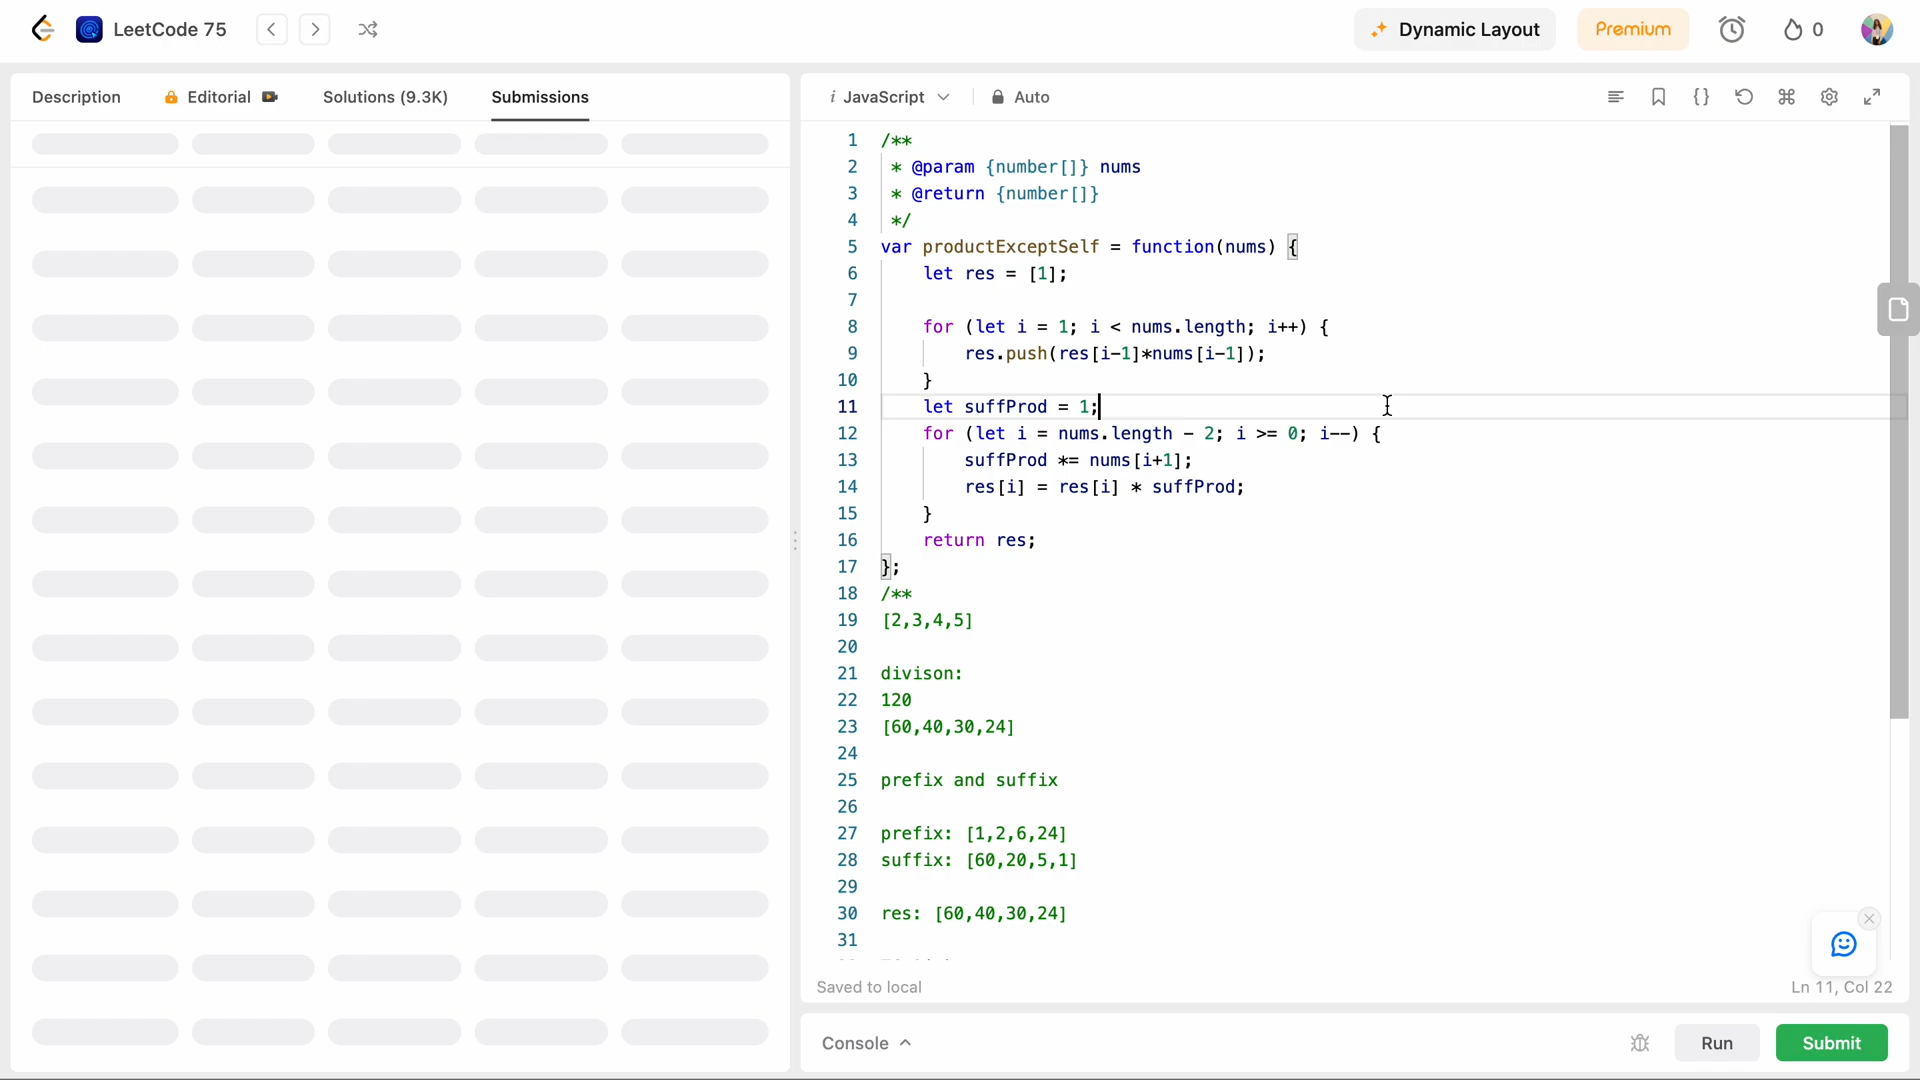 LeetCode 75
Dynamic Layout
Premium
0
Description
Editorial
Solutions (9.3K)
Submissions
i JavaScript
Auto
1 /**
2 * @param {number[]} nums
3 * @return {number[]}
4 */
5 var productExceptSelf = function(nums) {
6 let res = [1];
7
8 for (let i = 1; i < nums.length; i++) {
9 res.push(res[i-1]*nums[i-1]);
10 }
11 let suffProd = 1;
12 for (let i = nums.length - 2; i >= 0; i--) {
13 suffProd *= nums[i+1];
14 res[i] = res[i] * suffProd;
15 }
16 return res;
17 };
18 /**
19 [2,3,4,5]
20
21 divison:
22 120
23 [60,40,30,24]
24
25 prefix and suffix
26
27 prefix: [1,2,6,24]
28 suffix: [60,20,5,1]
29
30 res: [60,40,30,24]
31
Saved to local
Ln 11, Col 22
Console
Run
Submit